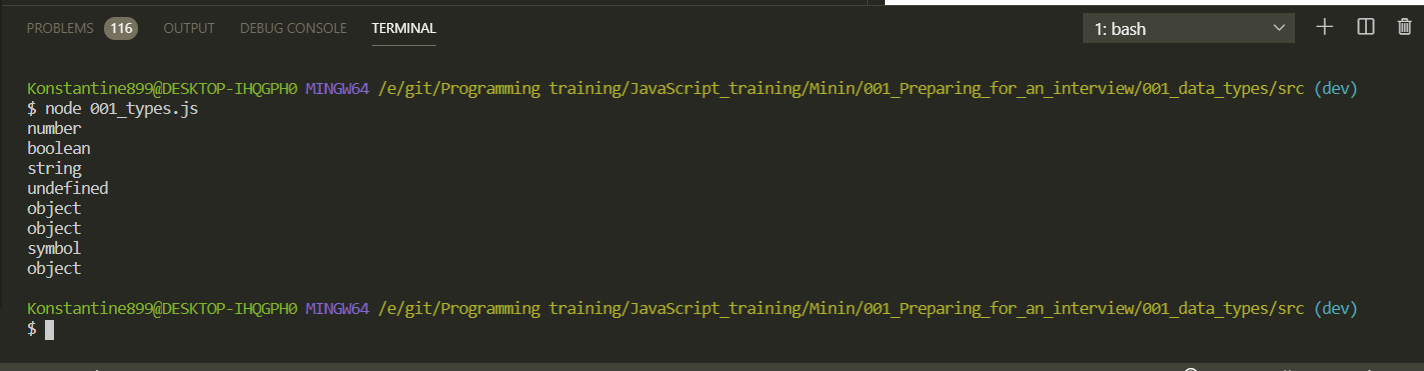 PROBLEMS 116 OUTPUT DEBUG CONSOLE TERMINAL 1: bash
Konstantine899@DESKTOP-IHQGPH0 MINGW64 /e/git/Programming training/JavaScript_training/Minin/001_Preparing_for_an_interview/001_data_types/src (dev)
$ node 001_types.js
number
boolean
string
undefined
object
object
symbol
object
Konstantine899@DESKTOP-IHQGPH0 MINGW64 /e/git/Programming training/JavaScript_training/Minin/001_Preparing_for_an_interview/001_data_types/src (dev)
$